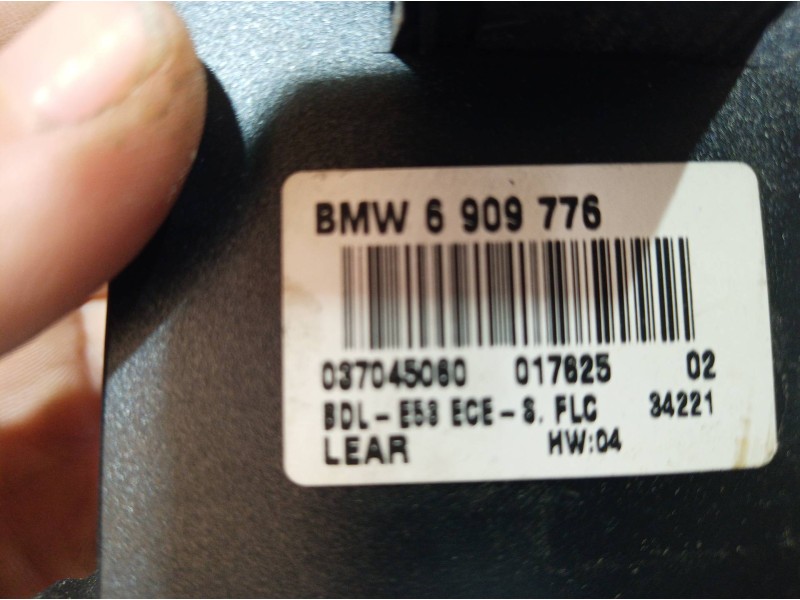 BMW 6 909 776
037045060 017625 02
BDL-E53 ECE-S. FLC 34221
LEAR HW:04